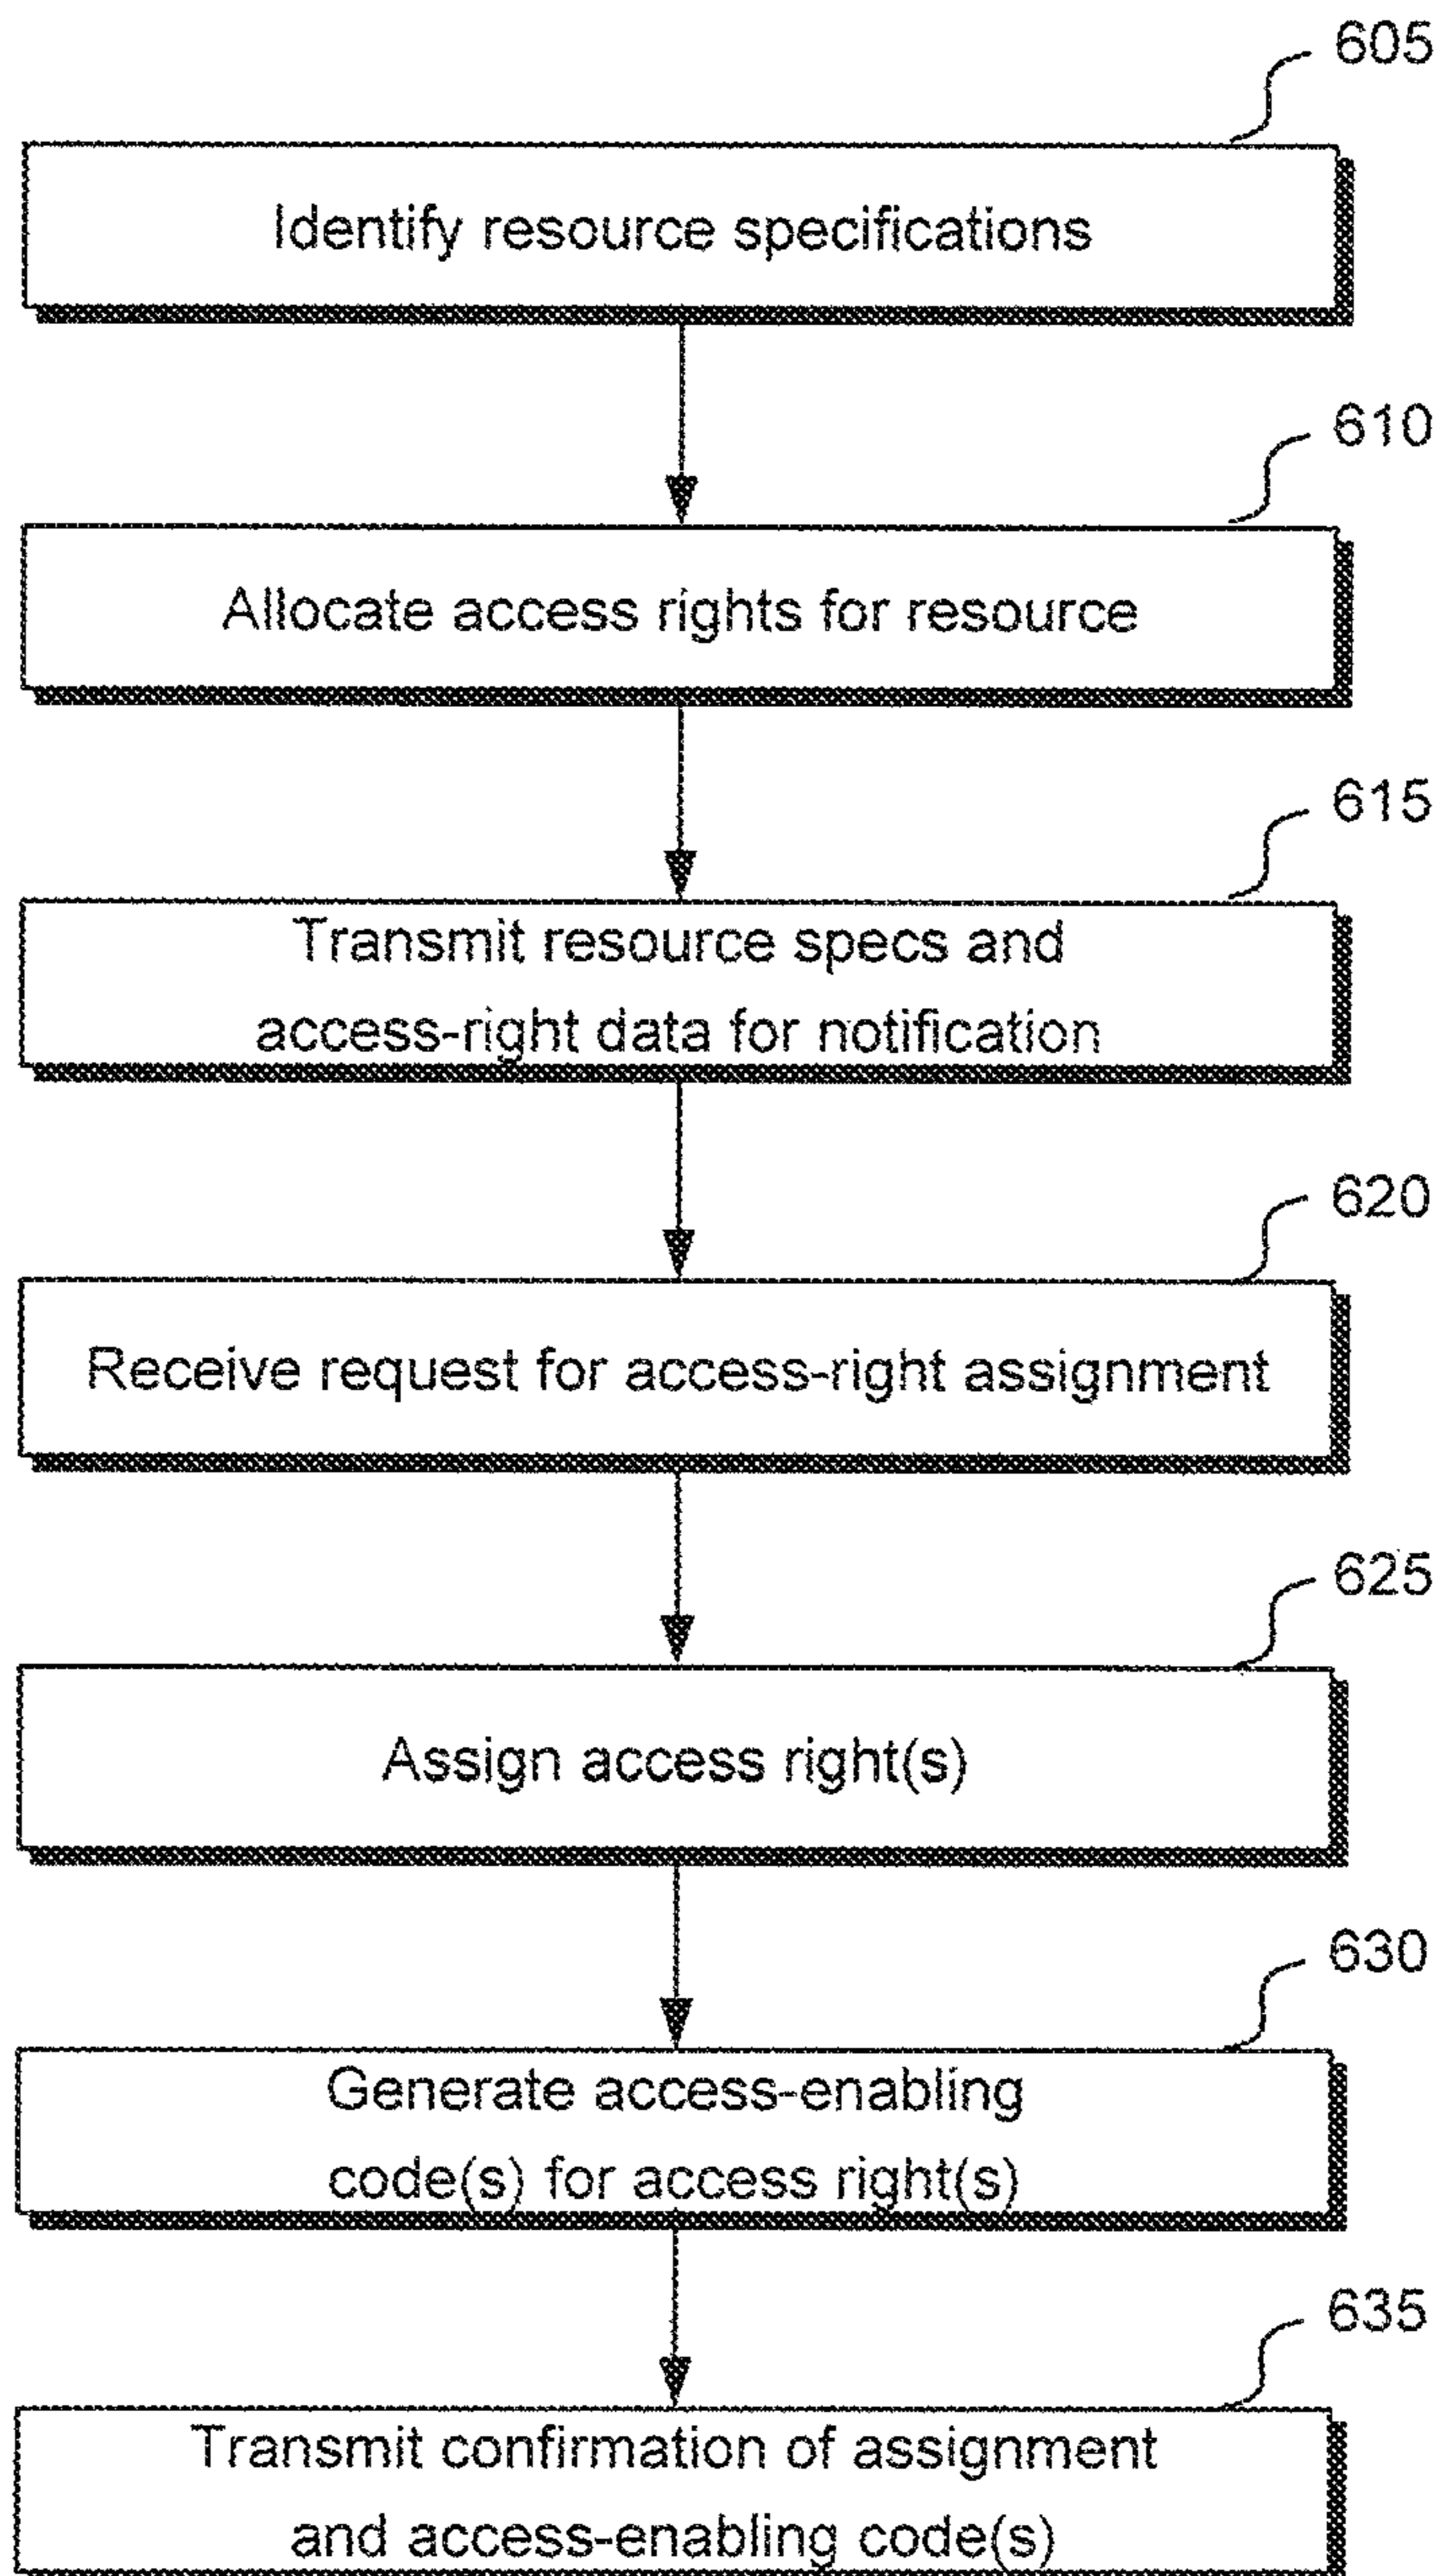 605
Identify resource specifications
610
Allocate access rights for resource
615
Transmit resource specs and
access-right data for notification
620
Receive request for access-right assignment
625
Assign access right(s)
630
Generate access-enabling
code(s) for access right(s)
635
Transmit confirmation of assignment
and access-enabling code(s)